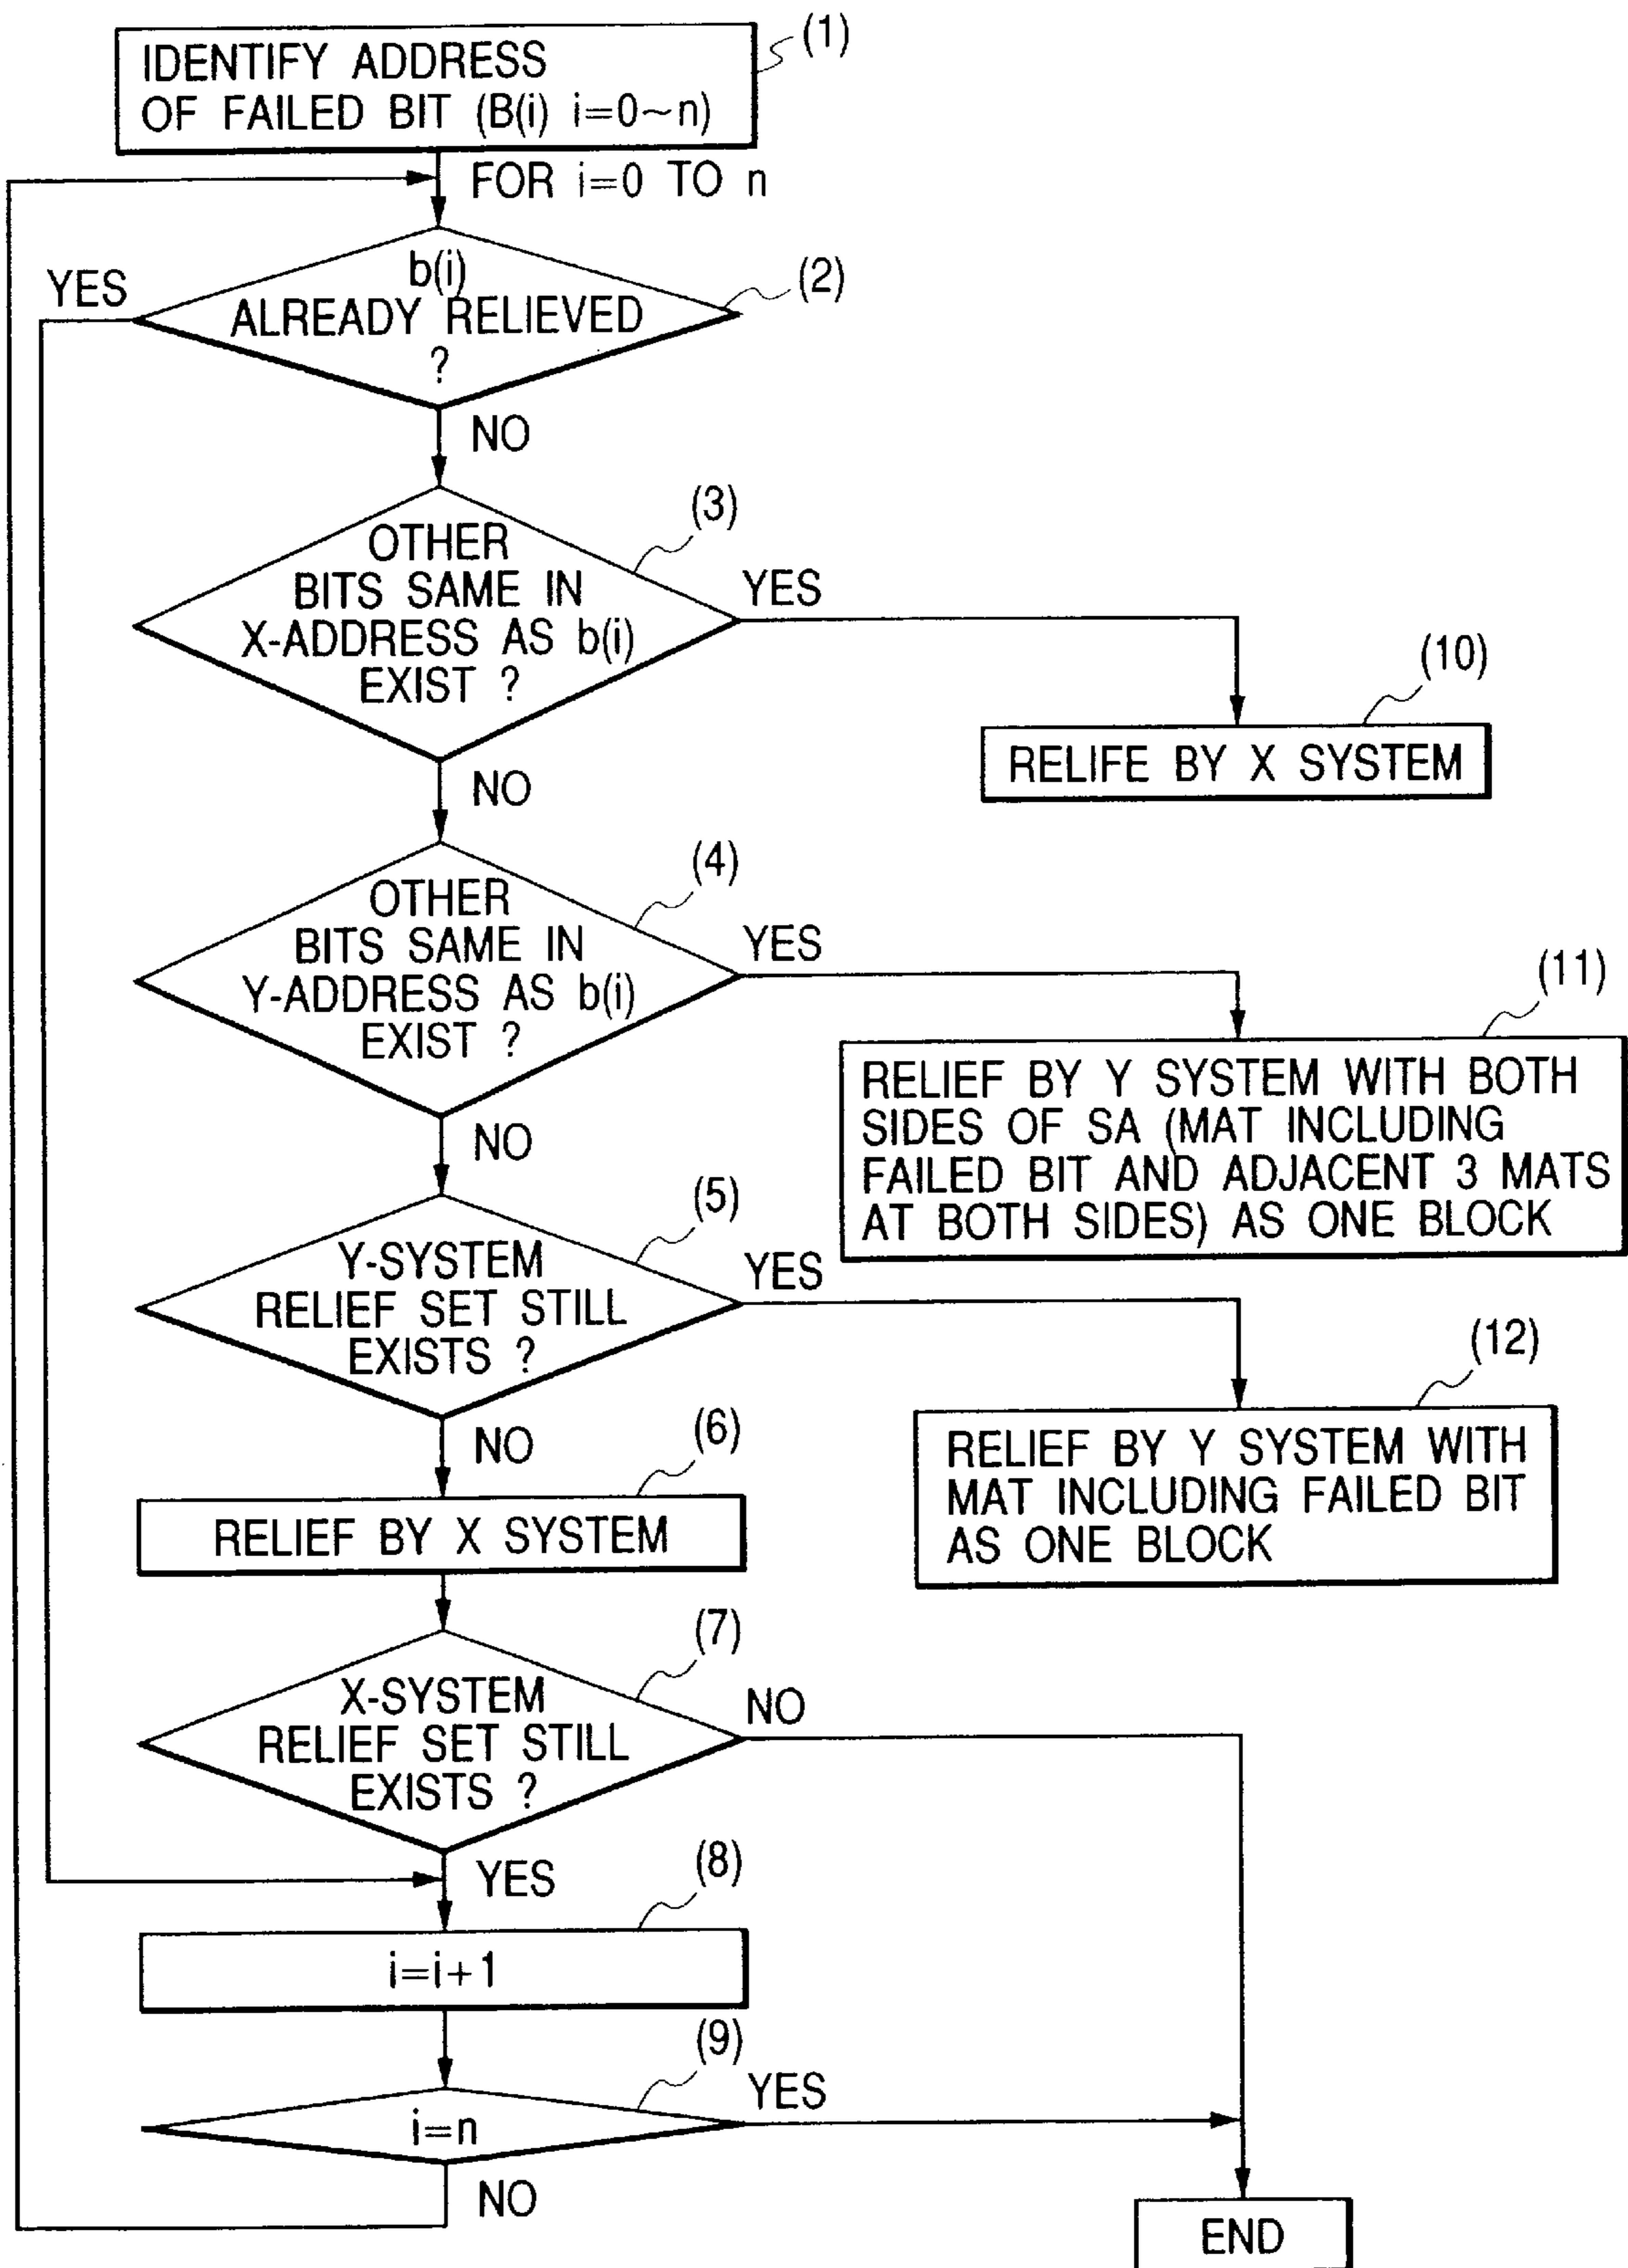 (1)
IDENTIFY ADDRESS
OF FAILED BIT (B(i) i=0~n)
FOR i=0 TO n
b(i)
ALREADY RELIEVED
?
(2)
YES
NO
(3)
OTHER
BITS SAME IN
X-ADDRESS AS b(i)
EXIST ?
YES
(10)
RELIFE BY X SYSTEM
NO
(4)
OTHER
BITS SAME IN
Y-ADDRESS AS b(i)
EXIST ?
YES
(11)
RELIEF BY Y SYSTEM WITH BOTH
SIDES OF SA (MAT INCLUDING
FAILED BIT AND ADJACENT 3 MATS
AT BOTH SIDES) AS ONE BLOCK
NO
(5)
Y-SYSTEM
RELIEF SET STILL
EXISTS ?
YES
(12)
RELIEF BY Y SYSTEM WITH
MAT INCLUDING FAILED BIT
AS ONE BLOCK
NO
(6)
RELIEF BY X SYSTEM
(7)
X-SYSTEM
RELIEF SET STILL
EXISTS ?
NO
YES
(8)
i=i+1
(9)
i=n
YES
NO
END